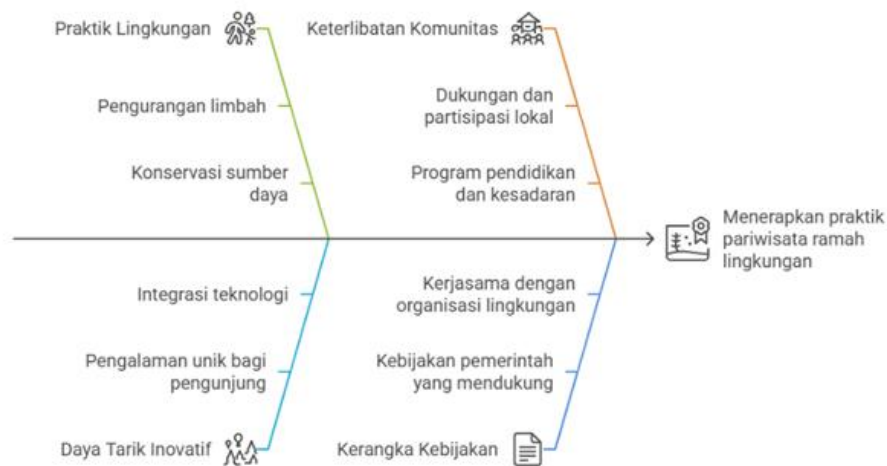 Praktik Lingkungan
Pengurangan limbah
Konservasi sumber
daya
Keterlibatan Komunitas
Dukungan dan
partisipasi lokal
Program pendidikan
dan kesadaran
Menerapkan praktik
pariwisata ramah
lingkungan
Integrasi teknologi
Pengalaman unik bagi
pengunjung
Daya Tarik Inovatif
Kerjasama dengan
organisasi lingkungan
Kebijakan pemerintah
yang mendukung
Kerangka Kebijakan